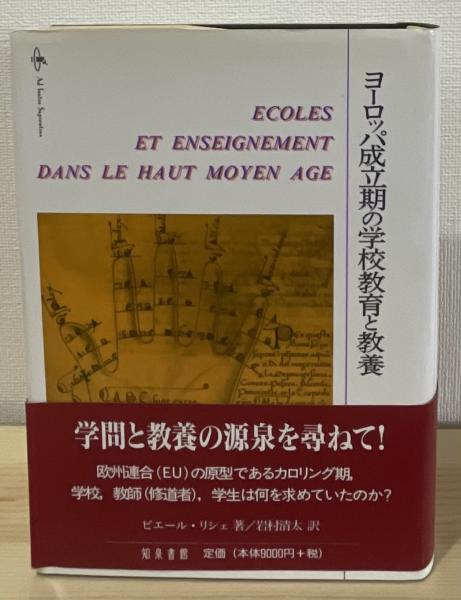 Ad fontes Sapientiae
ECOLES
ET ENSEIGNEMENT
DANS LE HAUT MOYEN AGE
ヨーロッパ成立期の学校教育と教養
学問と教養の源泉を尋ねて!
欧州連合(EU)の原型であるカロリング期,
学校,教師(修道者),学生は何を求めていたのか?
ピエール・リシェ 著/岩村清太 訳
知泉書館 定価(本体9000円+税)